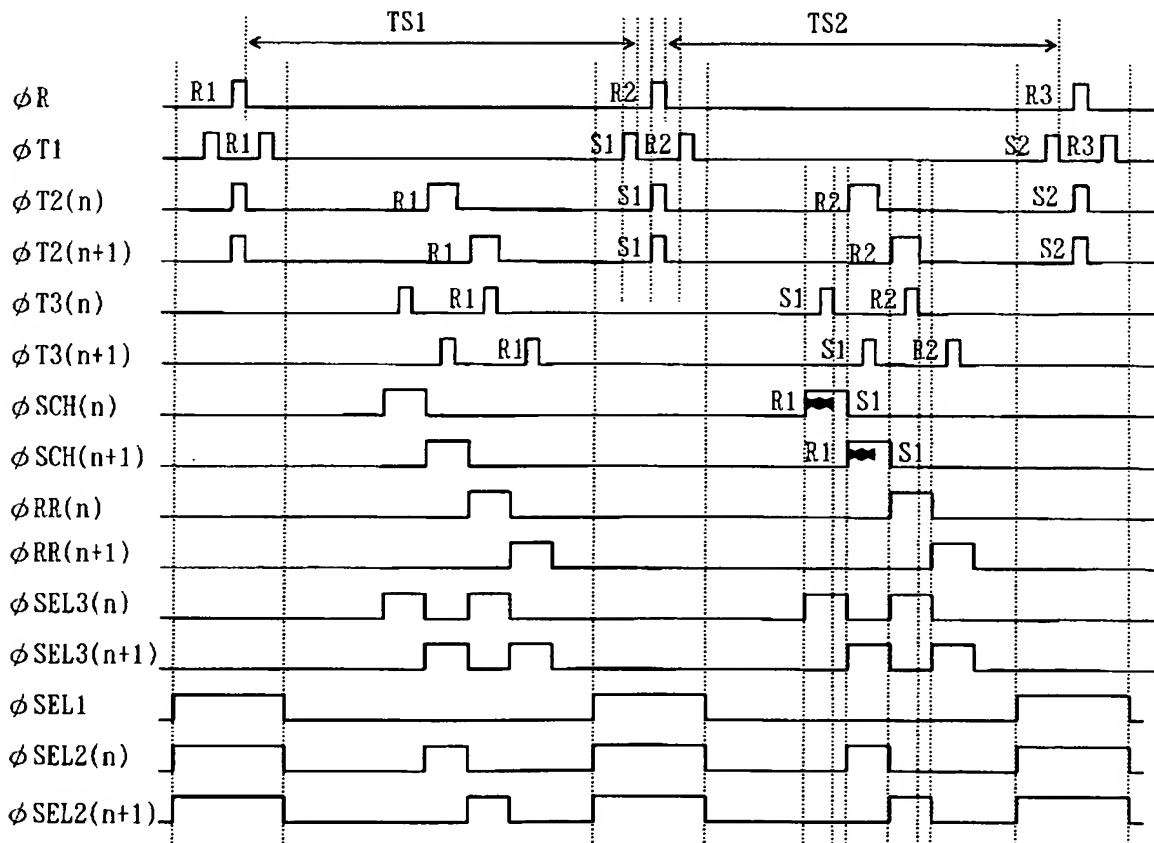 TS1 TS2
φR R1 R2 R3
φT1 R1 S1 R2 S2 R3
φT2(n) R1 S1 R2 S2
φT2(n+1) R1 S1 R2 S2
φT3(n) R1 S1 R2
φT3(n+1) R1 S1 R2
φSCH(n) R1 S1
φSCH(n+1) R1 S1
φRR(n)
φRR(n+1)
φSEL3(n)
φSEL3(n+1)
φSEL1
φSEL2(n)
φSEL2(n+1)